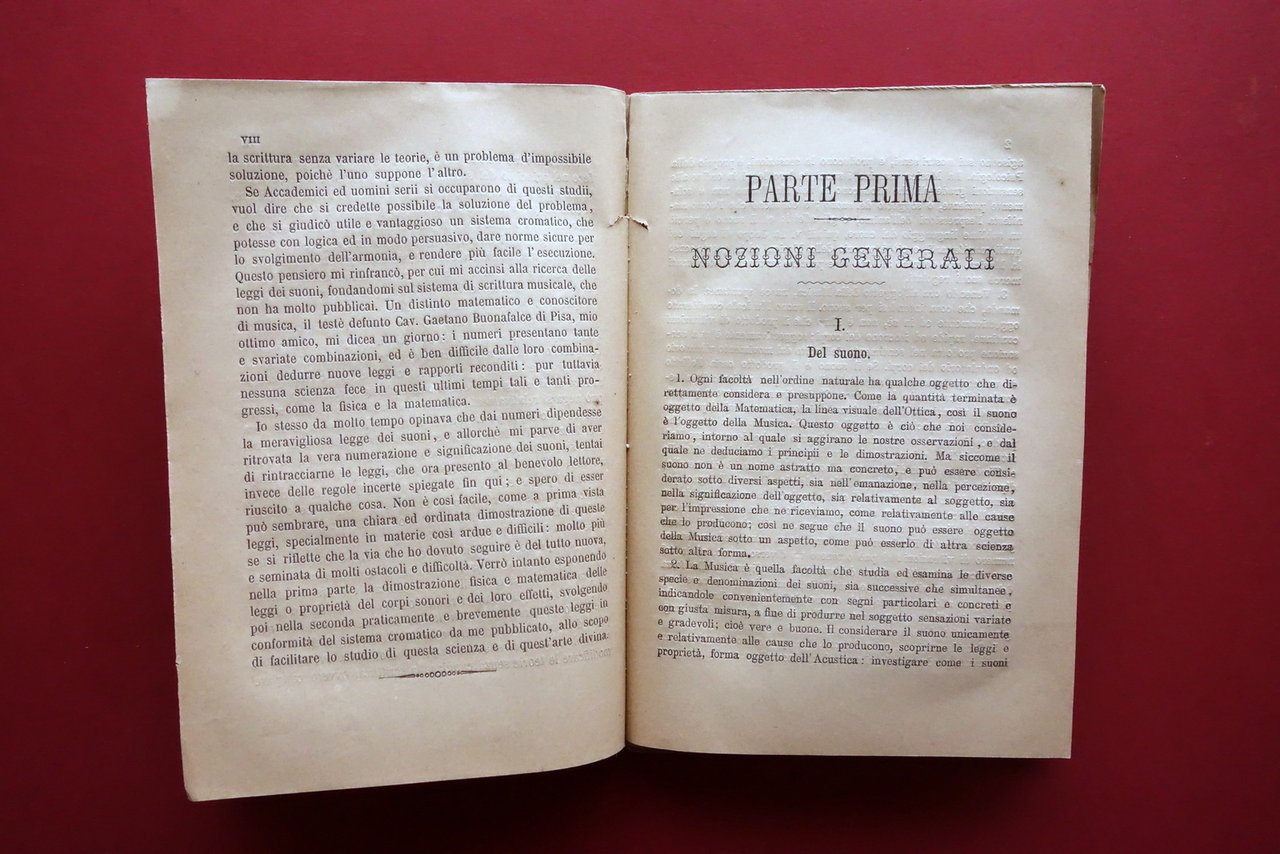 VIII
la scrittura senza variare le teorie, è un problema d'impossibile
soluzione, poichè l'uno suppone l'altro.
Se Accademici ed uomini serii si occuparono di questi studii,
vuol dire che si credette possibile la soluzione del problema,
e che si giudicò utile e vantaggioso un sistema cromatico, che
potesse con logica ed in modo persuasivo, dare norme sicure per
lo svolgimento dell'armonia, e rendere più facile l'esecuzione.
Questo pensiero mi rinfrancò, per cui mi accinsi alla ricerca delle
leggi dei suoni, fondandomi sul sistema di scrittura musicale, che
non ha molto pubblicai. Un distinto matematico e conoscitore
di musica, il testè defunto Cav. Gaetano Buonafalce di Pisa, mio
ottimo amico, mi dicea un giorno: i numeri presentano tante
e svariate combinazioni, ed è ben difficile dalle loro combina-
zioni dedurre nuove leggi e rapporti reconditi: pur tuttavia
nessuna scienza fece in questi ultimi tempi tali e tanti pro-
gressi, come la fisica e la matematica.
Io stesso da molto tempo opinava che dai numeri dipendesse
la meravigliosa legge dei suoni, e allorchè mi parve di aver
ritrovata la vera numerazione e significazione dei suoni, tentai
di rintracciarne le leggi, che ora presento al benevolo lettore,
invece delle regole incerte spiegate fin qui; e spero di esser
riuscito a qualche cosa. Non è così facile, come a prima vista
può sembrare, una chiara ed ordinata dimostrazione di queste
leggi, specialmente in materie così ardue e difficili: molto più
se si riflette che la via che ho dovuto seguire è del tutto nuova,
e seminata di molti ostacoli e difficoltà. Verrò intanto esponendo
nella prima parte la dimostrazione fisica e matematica delle
leggi o proprietà dei corpi sonori e dei loro effetti, svolgendo
poi nella seconda praticamente e brevemente queste leggi in
conformità del sistema cromatico da me pubblicato, allo scopo
di facilitare lo studio di questa scienza e di quest'arte divina.
PARTE PRIMA
NOZIONI GENERALI
I.
Del suono.
1. Ogni facoltà nell'ordine naturale ha qualche oggetto che di-
rettamente considera e presuppone. Come la quantità terminata è
oggetto della Matematica, la linea visuale dell'Ottica, così il suono
è l'oggetto della Musica. Questo oggetto è ciò che noi conside-
riamo, intorno al quale si aggirano le nostre osservazioni, e dal
quale ne deduciamo i principii e le dimostrazioni. Ma siccome il
suono non è un nome astratto ma concreto, e può essere consi-
derato sotto diversi aspetti, sia nell'emanazione, nella percezione,
nella significazione dell'oggetto, sia relativamente al soggetto, sia
per l'impressione che ne riceviamo, come relativamente alle cause
che lo producono; così ne segue che il suono può essere oggetto
della Musica sotto un aspetto, come può esserlo di altra scienza
sotto altra forma.
2. La Musica è quella facoltà che studia ed esamina le diverse
specie e denominazioni dei suoni, sia successive che simultanee,
indicandole convenientemente con segni particolari e concreti e
con giusta misura, a fine di produrre nel soggetto sensazioni variate
e gradevoli; cioè vere e buone. Il considerare il suono unicamente
e relativamente alle cause che lo producono, scoprirne le leggi e
proprietà, forma oggetto dell'Acustica: investigare come i suoni